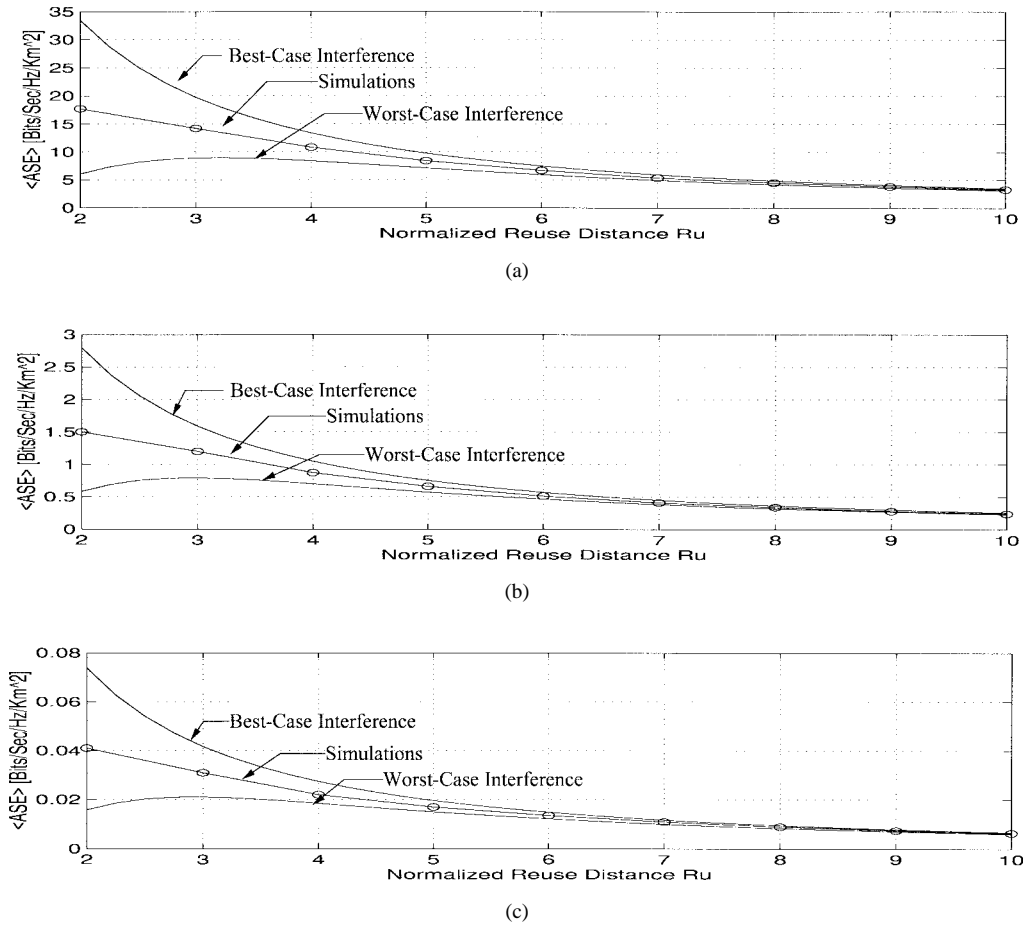 35
30
25
20
15
10
5
0
<ASE> [Bits/Sec/Hz/Km^2]
Best-Case Interference
Simulations
Worst-Case Interference
2 3 4 5 6 7 8 9 10
Normalized Reuse Distance Ru
(a)
3
2.5
2
1.5
1
0.5
0
<ASE> [Bits/Sec/Hz/Km^2]
Best-Case Interference
Simulations
Worst-Case Interference
2 3 4 5 6 7 8 9 10
Normalized Reuse Distance Ru
(b)
0.08
0.06
0.04
0.02
0
<ASE> [Bits/Sec/Hz/Km^2]
Best-Case Interference
Simulations
Worst-Case Interference
2 3 4 5 6 7 8 9 10
Normalized Reuse Distance Ru
(c)